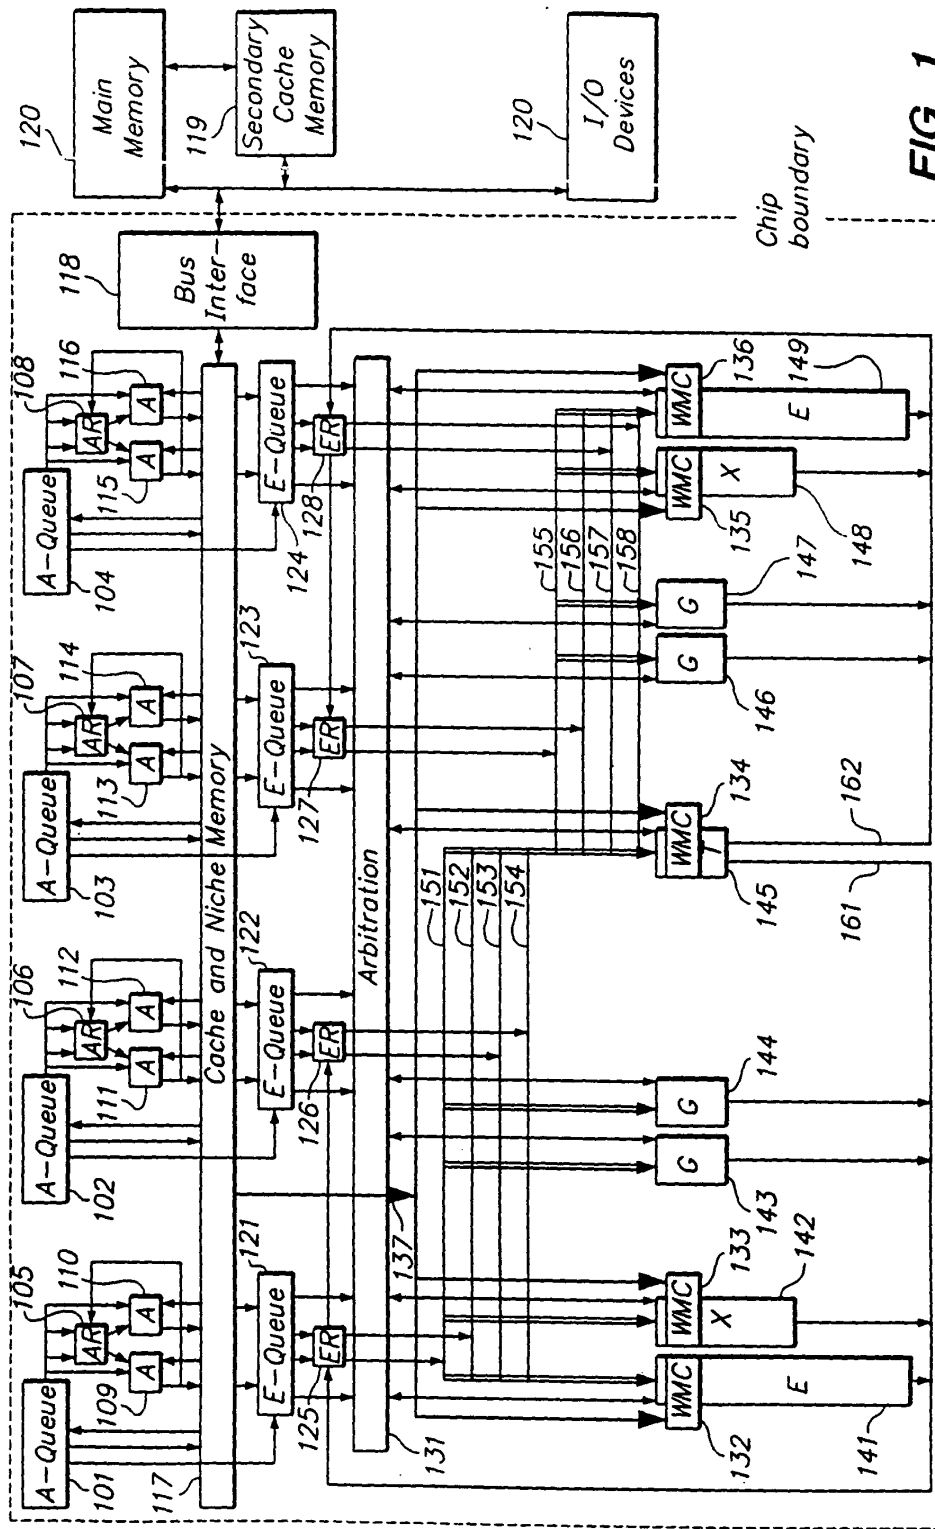 105
106
107
108
120
A-Queue
110
A-Queue
112
A-Queue
114
A-Queue
116
118
Main
Memory
101
AR
102
AR
103
AR
104
AR
109
A
A
111
A
A
113
A
A
115
A
A
117
Cache and Niche Memory
Bus
Inter-
face
119
Secondary
Cache
Memory
121
122
123
E-Queue
E-Queue
E-Queue
E-Queue
124
125
ER
126
ER
127
ER
128
ER
131
Arbitration
137
120
I/O
Devices
151
152
153
154
155
156
157
158
132
WMC
WMC
133
WMC
134
WMC
135
WMC
136
E
X
142
G
G
144
I
145
G
G
147
X
E
149
141
143
146
148
161
162
Chip
boundary
FIG. 1